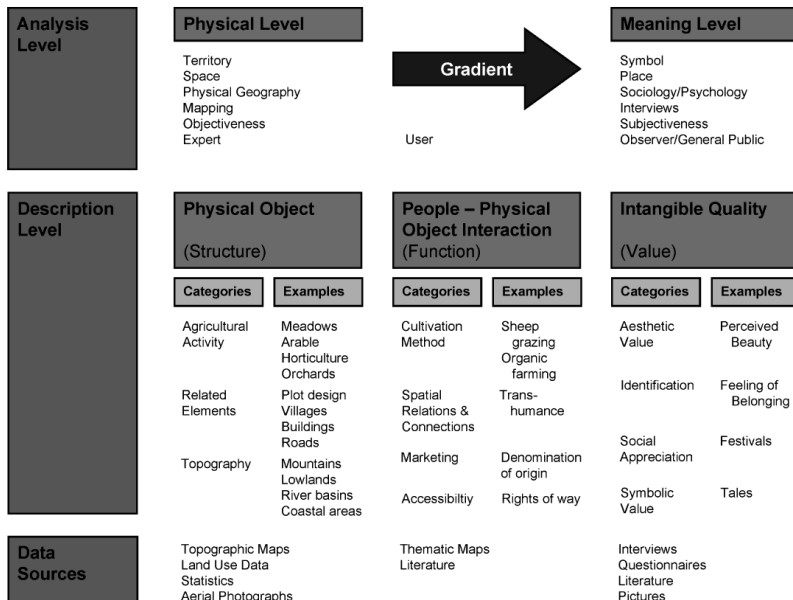 Analysis
Level
Physical Level
Territory
Space
Physical Geography
Mapping
Objectiveness
Expert
Gradient
User
Meaning Level
Symbol
Place
Sociology/Psychology
Interviews
Subjectiveness
Observer/General Public
Description
Level
Physical Object
(Structure)
Categories
Examples
Agricultural
Activity
Meadows
Arable
Horticulture
Orchards
Related
Elements
Plot design
Villages
Buildings
Roads
Topography
Mountains
Lowlands
River basins
Coastal areas
People – Physical
Object Interaction
(Function)
Categories
Examples
Cultivation
Method
Sheep
grazing
Organic
farming
Spatial
Relations &
Connections
Trans-
humance
Marketing
Denomination
of origin
Accessibiltiy
Rights of way
Intangible Quality
(Value)
Categories
Examples
Aesthetic
Value
Perceived
Beauty
Identification
Feeling of
Belonging
Social
Appreciation
Festivals
Symbolic
Value
Tales
Data
Sources
Topographic Maps
Land Use Data
Statistics
Aerial Photographs
Thematic Maps
Literature
Interviews
Questionnaires
Literature
Pictures